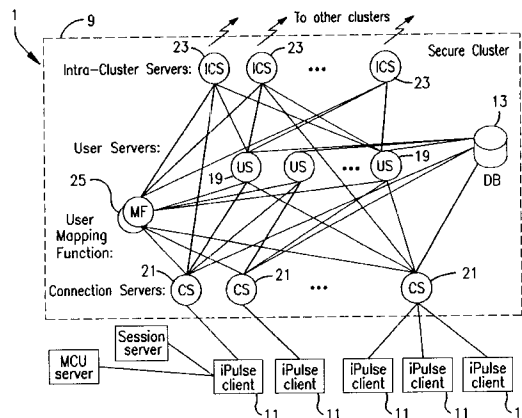 1
9
To other clusters
23
23
Secure Cluster
Intra-Cluster Servers:
ICS
ICS
...
ICS
23
13
User Servers:
US
US
...
US
19
19
DB
25
MF
User
Mapping
Function:
21
21
21
Connection Servers:
CS
CS
...
CS
Session
server
MCU
server
iPulse
client
iPulse
client
iPulse
client
iPulse
client
iPulse
client
11
11
11
11
1